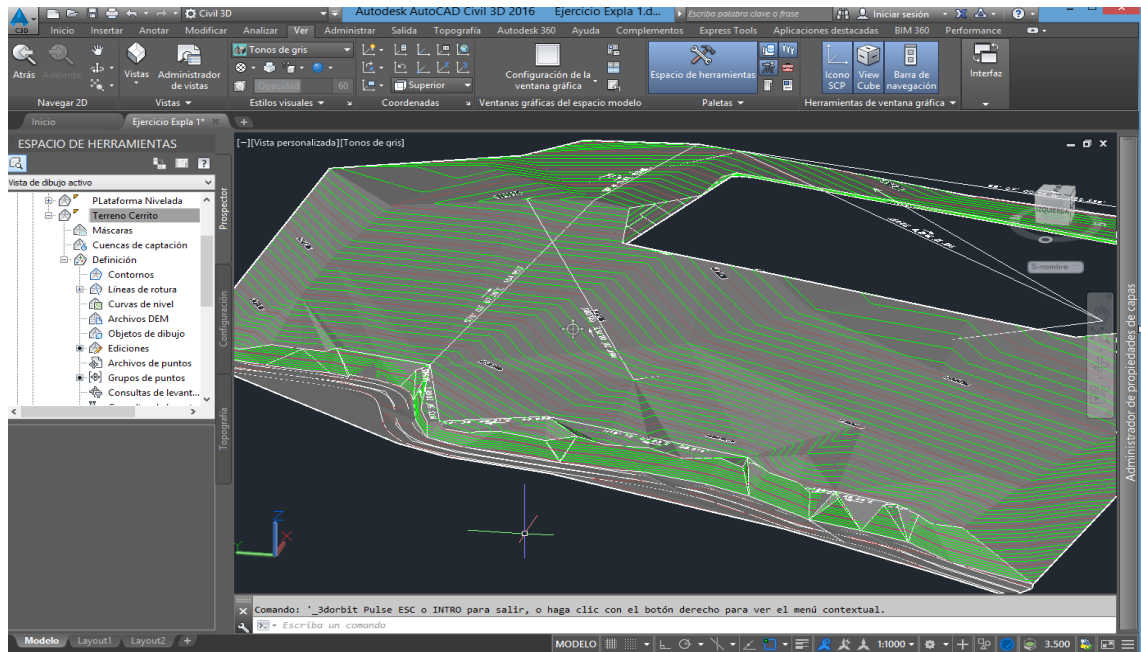 Civil 3D
Autodesk AutoCAD Civil 3D 2016 Ejercicio Expla 1.d...
Escriba palabra clave o frase
Iniciar sesión
C3D
Inicio Insertar Anotar Modificar Analizar Ver Administrar Salida Topografía Autodesk 360 Ayuda Complementos Express Tools Aplicaciones destacadas BIM 360 Performance
Atrás Adelante
Vistas Administrador de vistas
Tonos de gris
Opacidad 60
Superior
Configuración de la ventana gráfica
Espacio de herramientas
Icono SCP
View Cube
Barra de navegación
Interfaz
Navegar 2D Vistas Estilos visuales Coordenadas Ventanas gráficas del espacio modelo Paletas Herramientas de ventana gráfica
Inicio Ejercicio Expla 1*
ESPACIO DE HERRAMIENTAS
[−][Vista personalizada][Tonos de gris]
Vista de dibujo activo
PLataforma Nivelada
Terreno Cerrito
Máscaras
Cuencas de captación
Definición
Contornos
Líneas de rotura
Curvas de nivel
Archivos DEM
Objetos de dibujo
Ediciones
Archivos de puntos
Grupos de puntos
Consultas de levant...
Prospector
Configuración
Topografía
IZQUIERDA
S-nombre
Administrador de propiedades de capas
Z
X
Comando: '_3dorbit Pulse ESC o INTRO para salir, o haga clic con el botón derecho para ver el menú contextual.
Escriba un comando
Modelo Layout1 Layout2 +
MODELO 1:1000 3.500